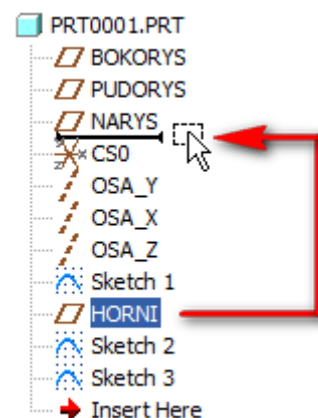 PRT0001.PRT
BOKORYS
PUDORYS
NARYS
CS0
OSA_Y
OSA_X
OSA_Z
Sketch 1
HORNI
Sketch 2
Sketch 3
Insert Here